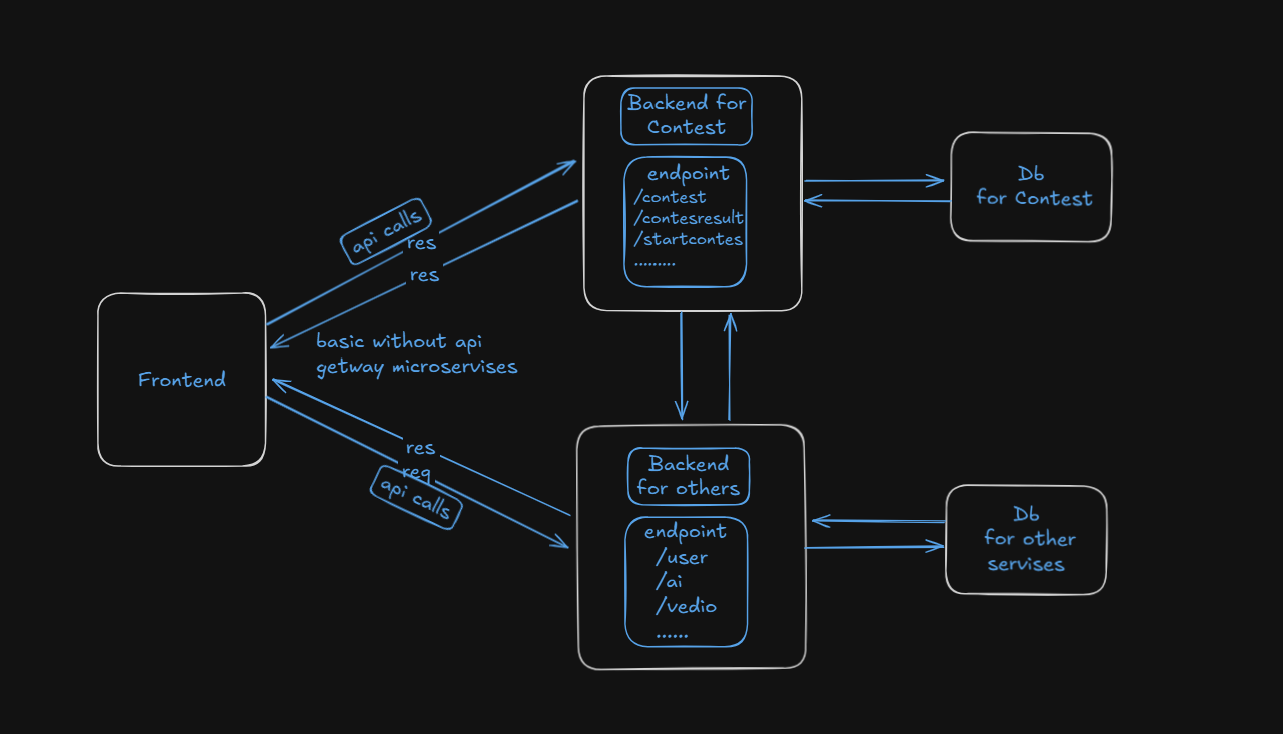 Backend for
Contest
endpoint
/contest
/contesresult
/startcontes
.........
Db
for Contest
api calls
res
res
basic without api
getway microservises
Frontend
res
req
api calls
Backend
for others
endpoint
/user
/ai
/vedio
......
Db
for other
servises